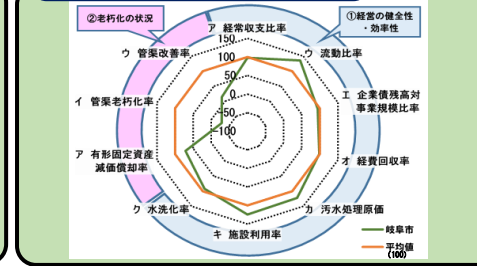 ②老朽化の状況
①経営の健全性
・効率性
ア 経常収支比率
ウ 管渠改善率
ウ 流動比率
150
100
50
0
-50
-100
イ 管渠老朽化率
エ 企業債残高対
事業規模比率
ア 有形固定資産
減価償却率
オ 経費回収率
ク 水洗化率
カ 汚水処理原価
キ 施設利用率
岐阜市
平均値
(100)